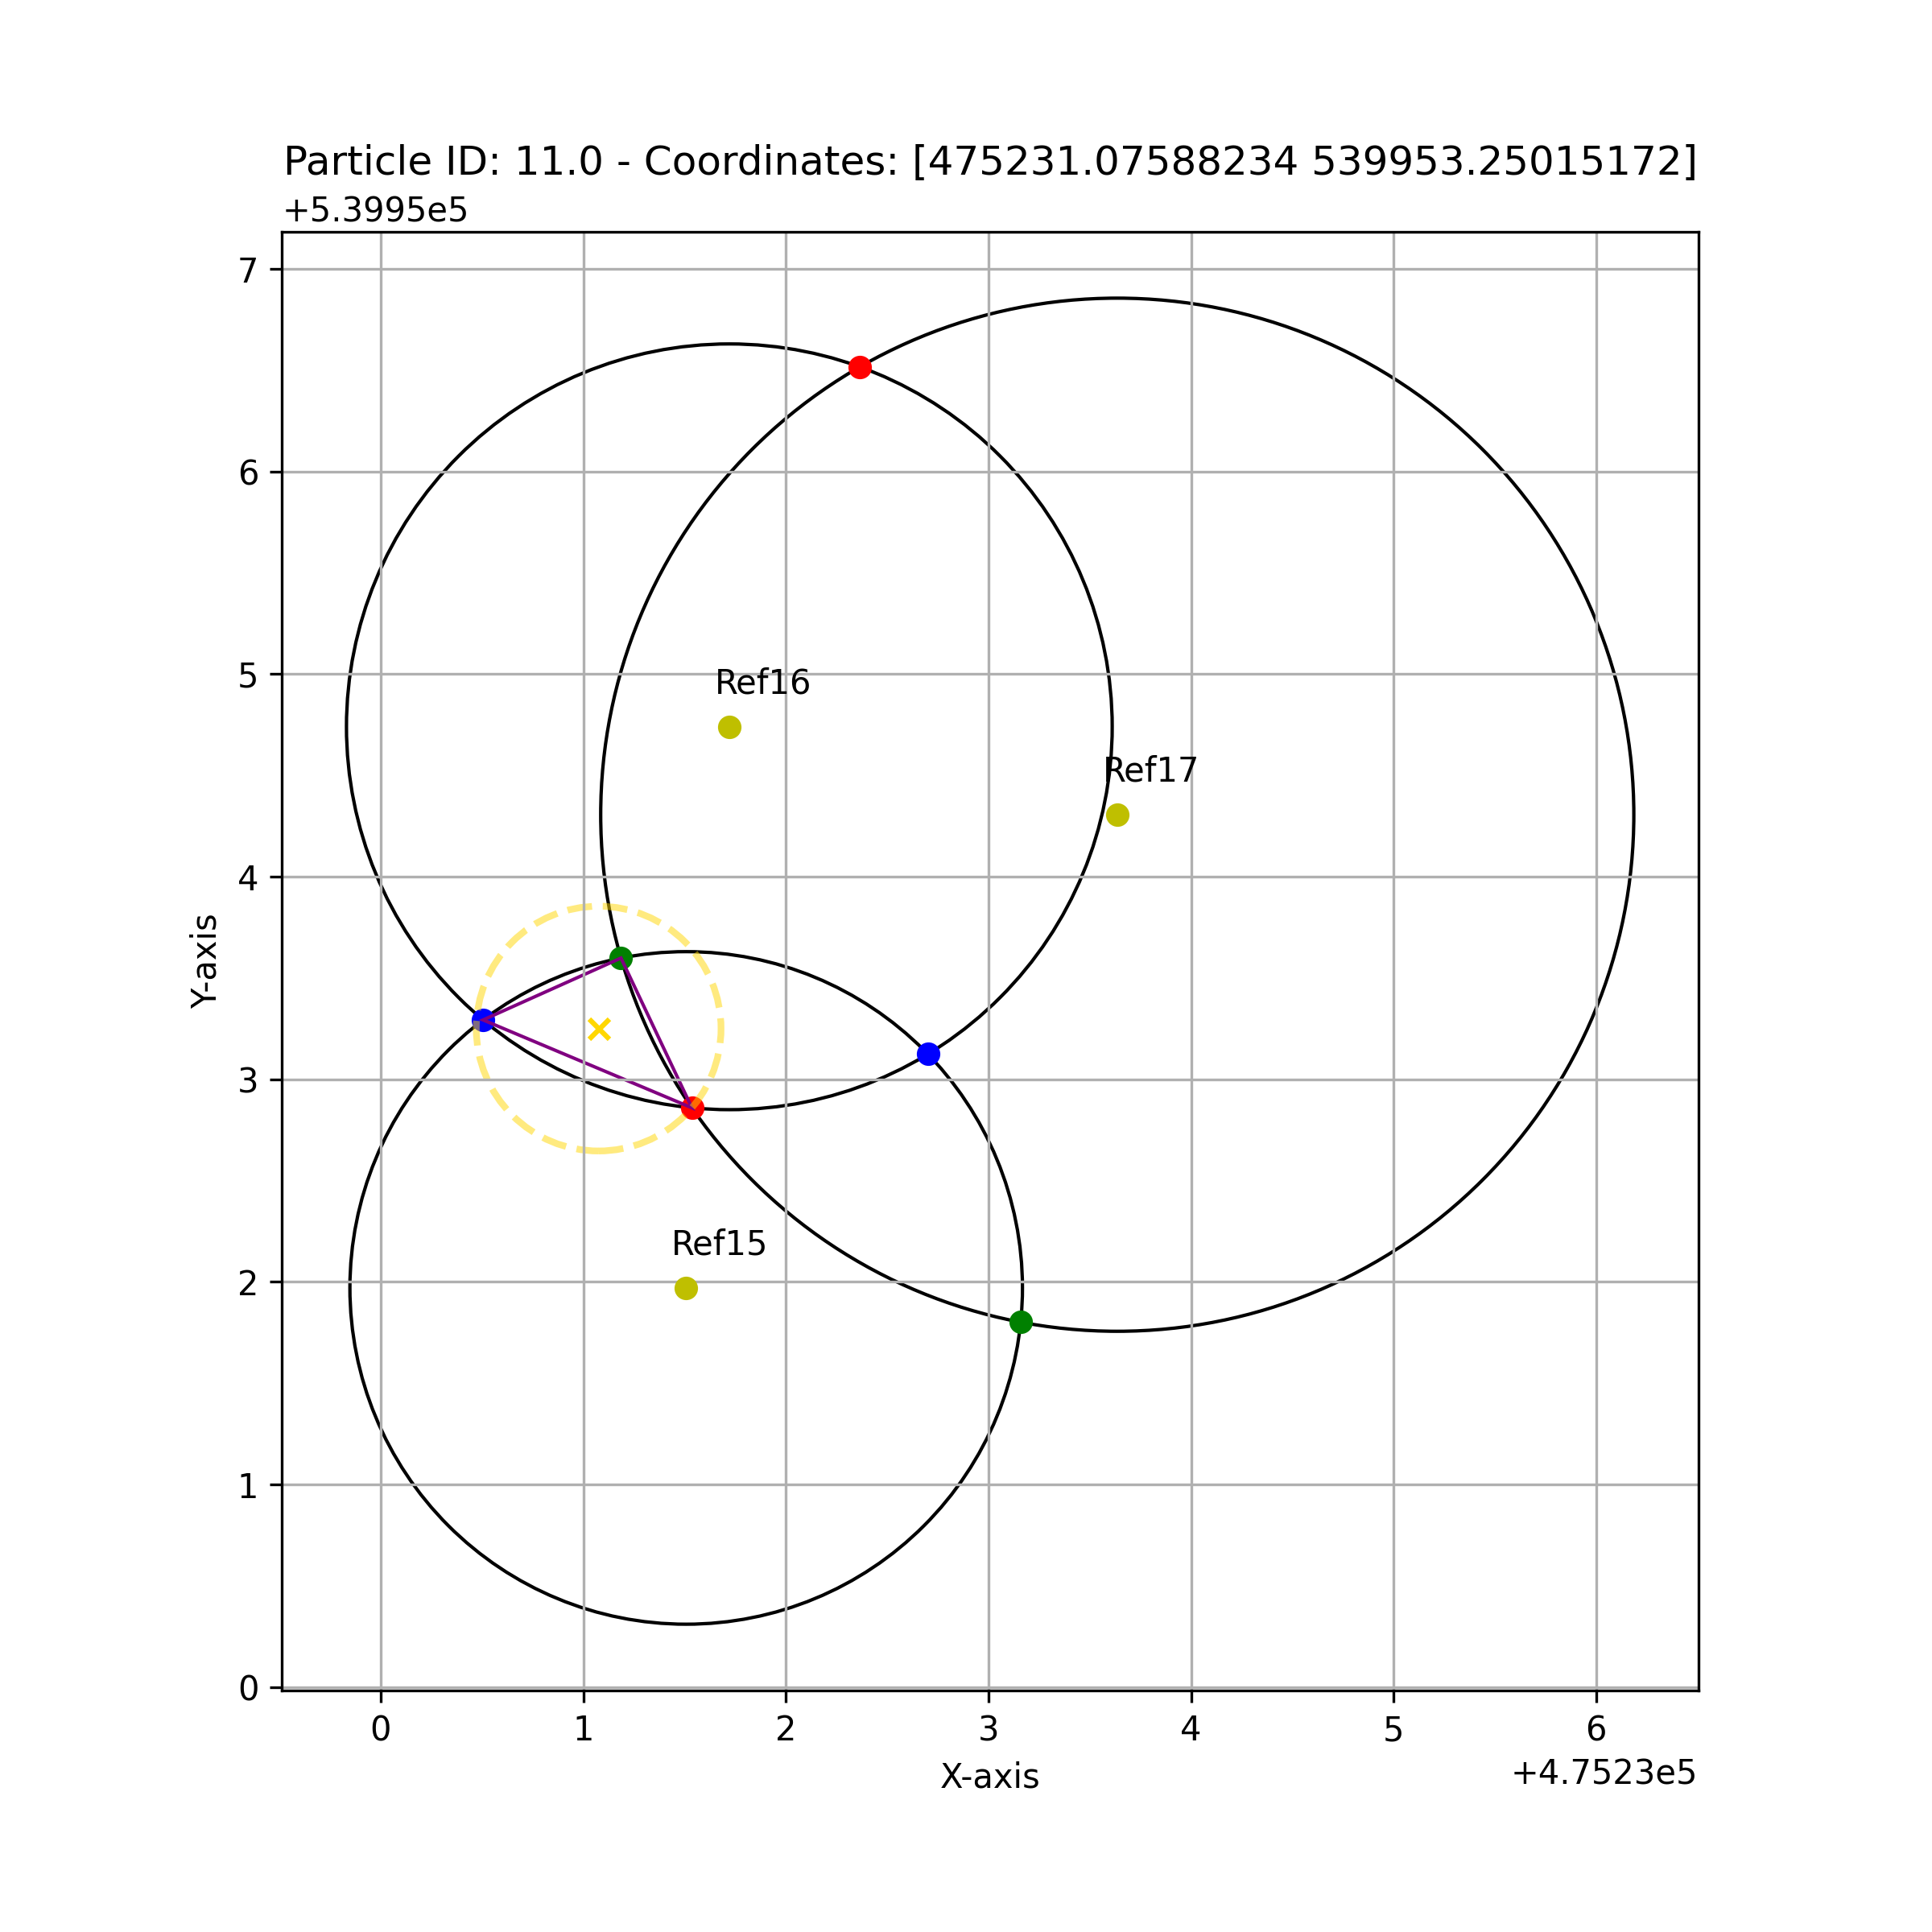 Particle ID: 11.0 - Coordinates: [475231.07588234 539953.25015172]
+5.3995e5
7
6
5
4
3
2
1
0
Y-axis
Ref16
Ref17
Ref15
0 1 2 3 4 5 6
X-axis
+4.7523e5